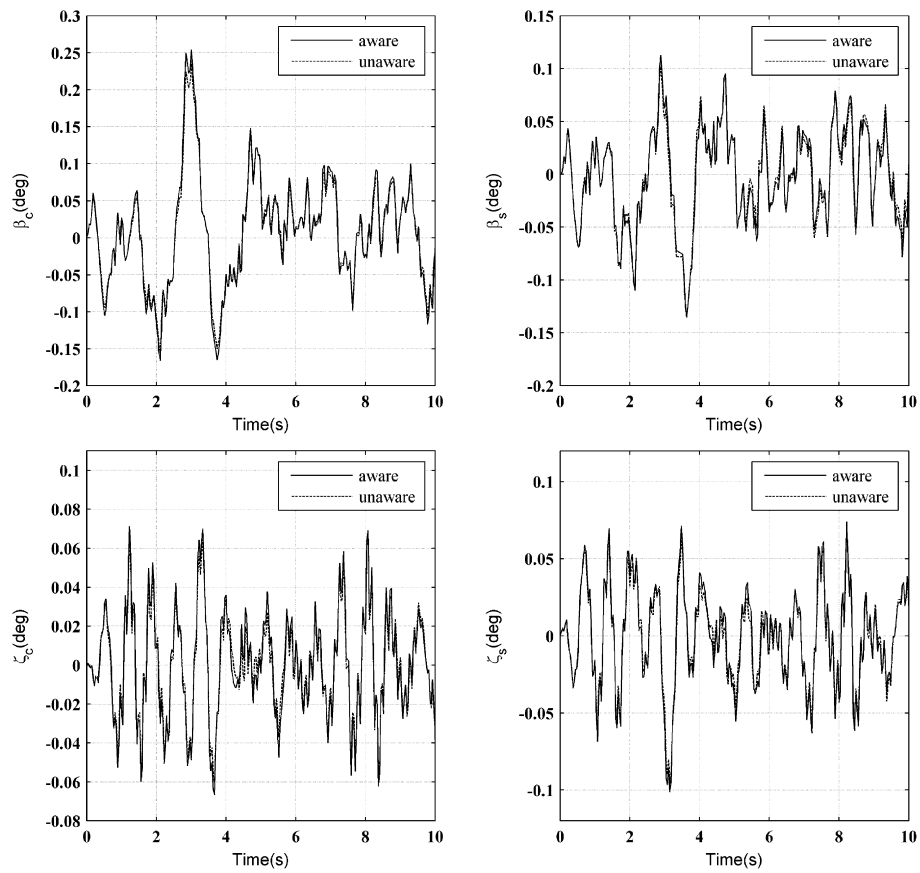 0.3
0.25
0.2
0.15
0.1
0.05
0
-0.05
-0.1
-0.15
-0.2
βc(deg)
aware
unaware
0 2 4 6 8 10
Time(s)
0.15
0.1
0.05
0
-0.05
-0.1
-0.15
-0.2
βs(deg)
aware
unaware
0 2 4 6 8 10
Time(s)
0.1
0.08
0.06
0.04
0.02
0
-0.02
-0.04
-0.06
-0.08
ζc(deg)
aware
unaware
0 2 4 6 8 10
Time(s)
0.1
0.05
0
-0.05
-0.1
ζs(deg)
aware
unaware
0 2 4 6 8 10
Time(s)